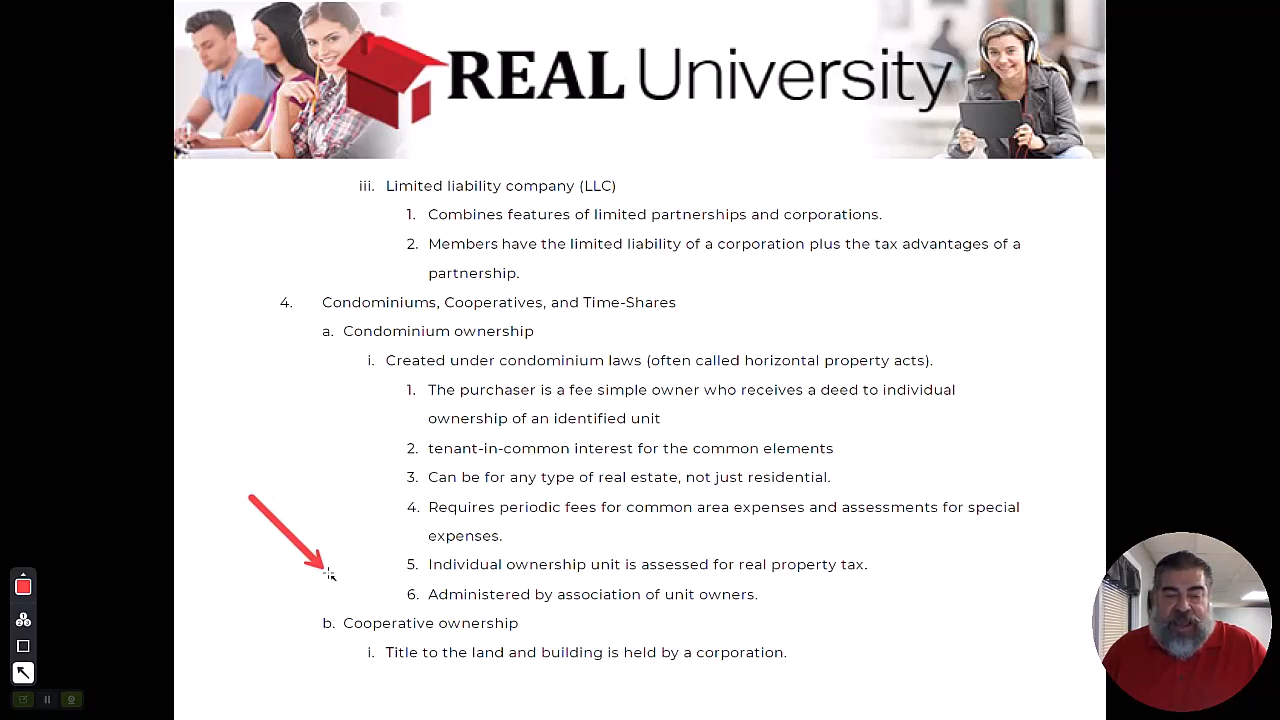 REAL University
iii. Limited liability company (LLC)
1. Combines features of limited partnerships and corporations.
2. Members have the limited liability of a corporation plus the tax advantages of a
partnership.
4. Condominiums, Cooperatives, and Time-Shares
a. Condominium ownership
i. Created under condominium laws (often called horizontal property acts).
1. The purchaser is a fee simple owner who receives a deed to individual
ownership of an identified unit
2. tenant-in-common interest for the common elements
3. Can be for any type of real estate, not just residential.
4. Requires periodic fees for common area expenses and assessments for special
expenses.
5. Individual ownership unit is assessed for real property tax.
6. Administered by association of unit owners.
b. Cooperative ownership
i. Title to the land and building is held by a corporation.